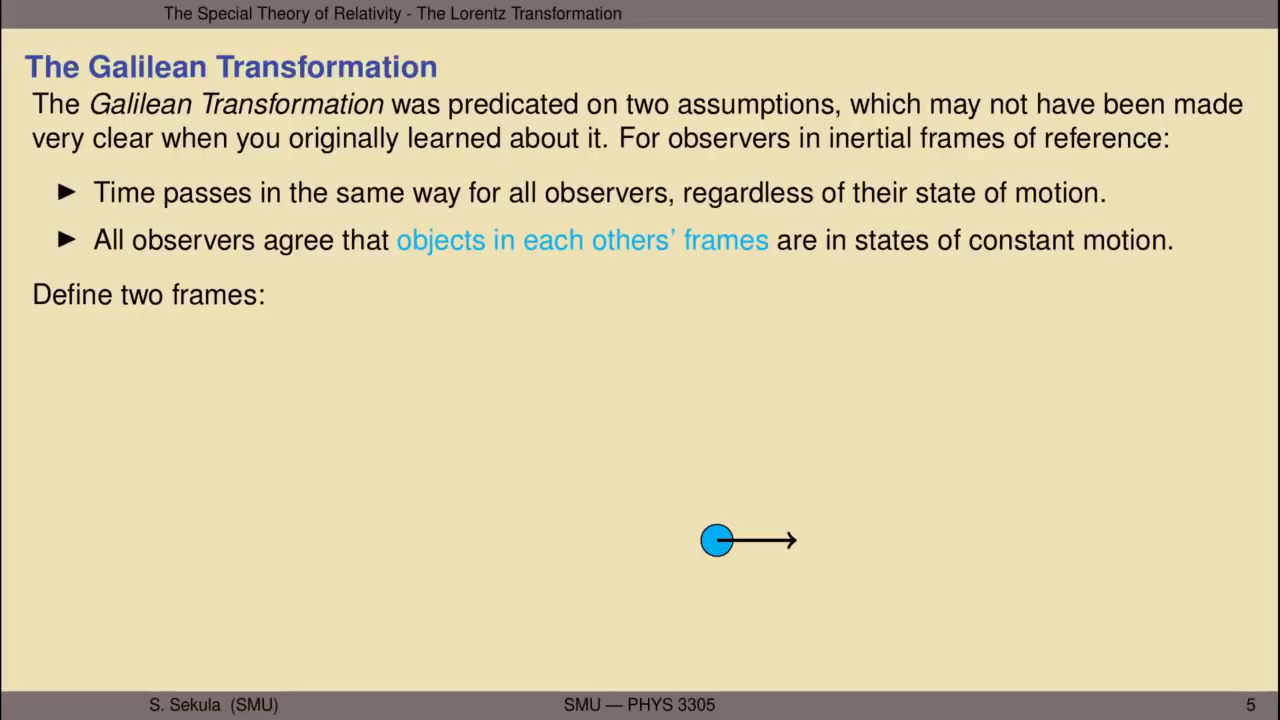 The Special Theory of Relativity - The Lorentz Transformation
The Galilean Transformation
The Galilean Transformation was predicated on two assumptions, which may not have been made
very clear when you originally learned about it. For observers in inertial frames of reference:
▶ Time passes in the same way for all observers, regardless of their state of motion.
▶ All observers agree that objects in each others' frames are in states of constant motion.
Define two frames:
S. Sekula (SMU) SMU — PHYS 3305 5